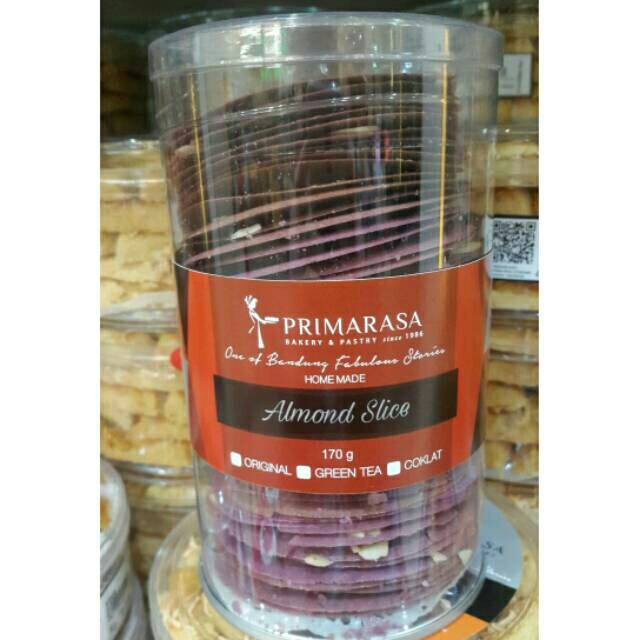 PRIMARASA
BAKERY & PASTRY since 1986
One of Bandung Fabulous Stories
HOME MADE
Almond Slice
170 g
ORIGINAL GREEN TEA COKLAT